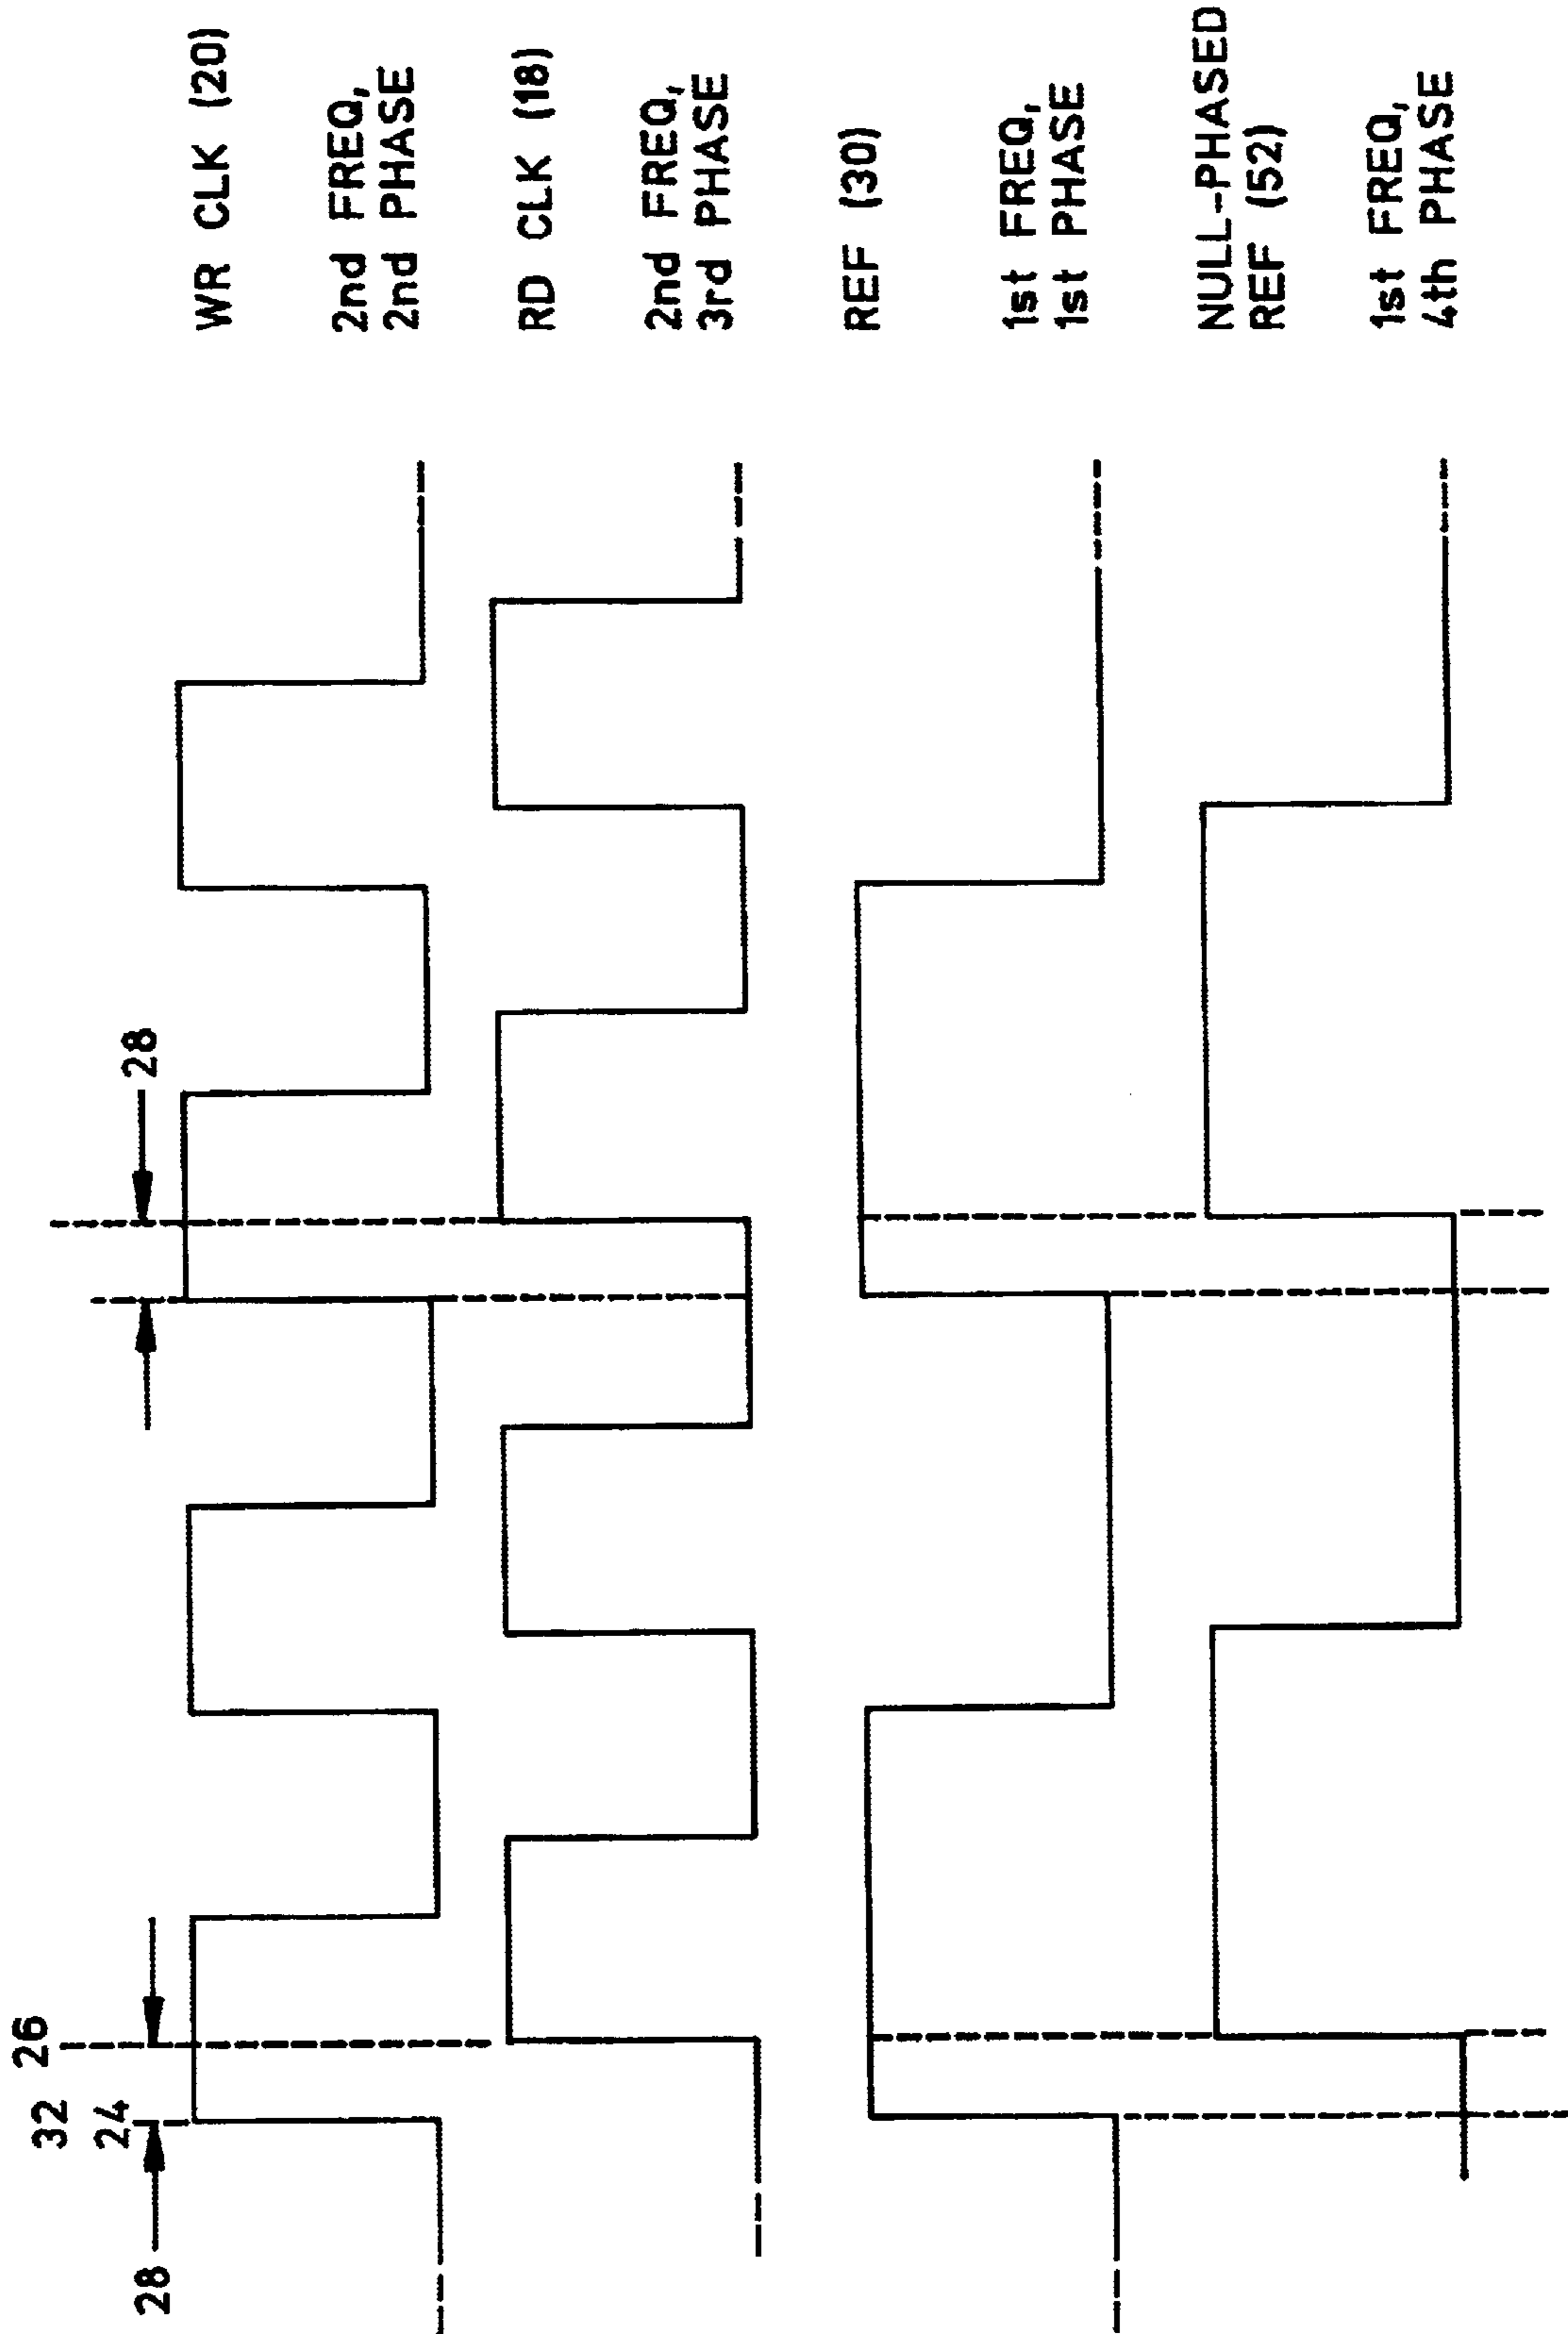 28
32
24
26
28
WR CLK (20)
2nd FREQ,
2nd PHASE
RD CLK (18)
2nd FREQ,
3rd PHASE
REF (30)
1st FREQ,
1st PHASE
NULL-PHASED
REF (52)
1st FREQ,
4th PHASE